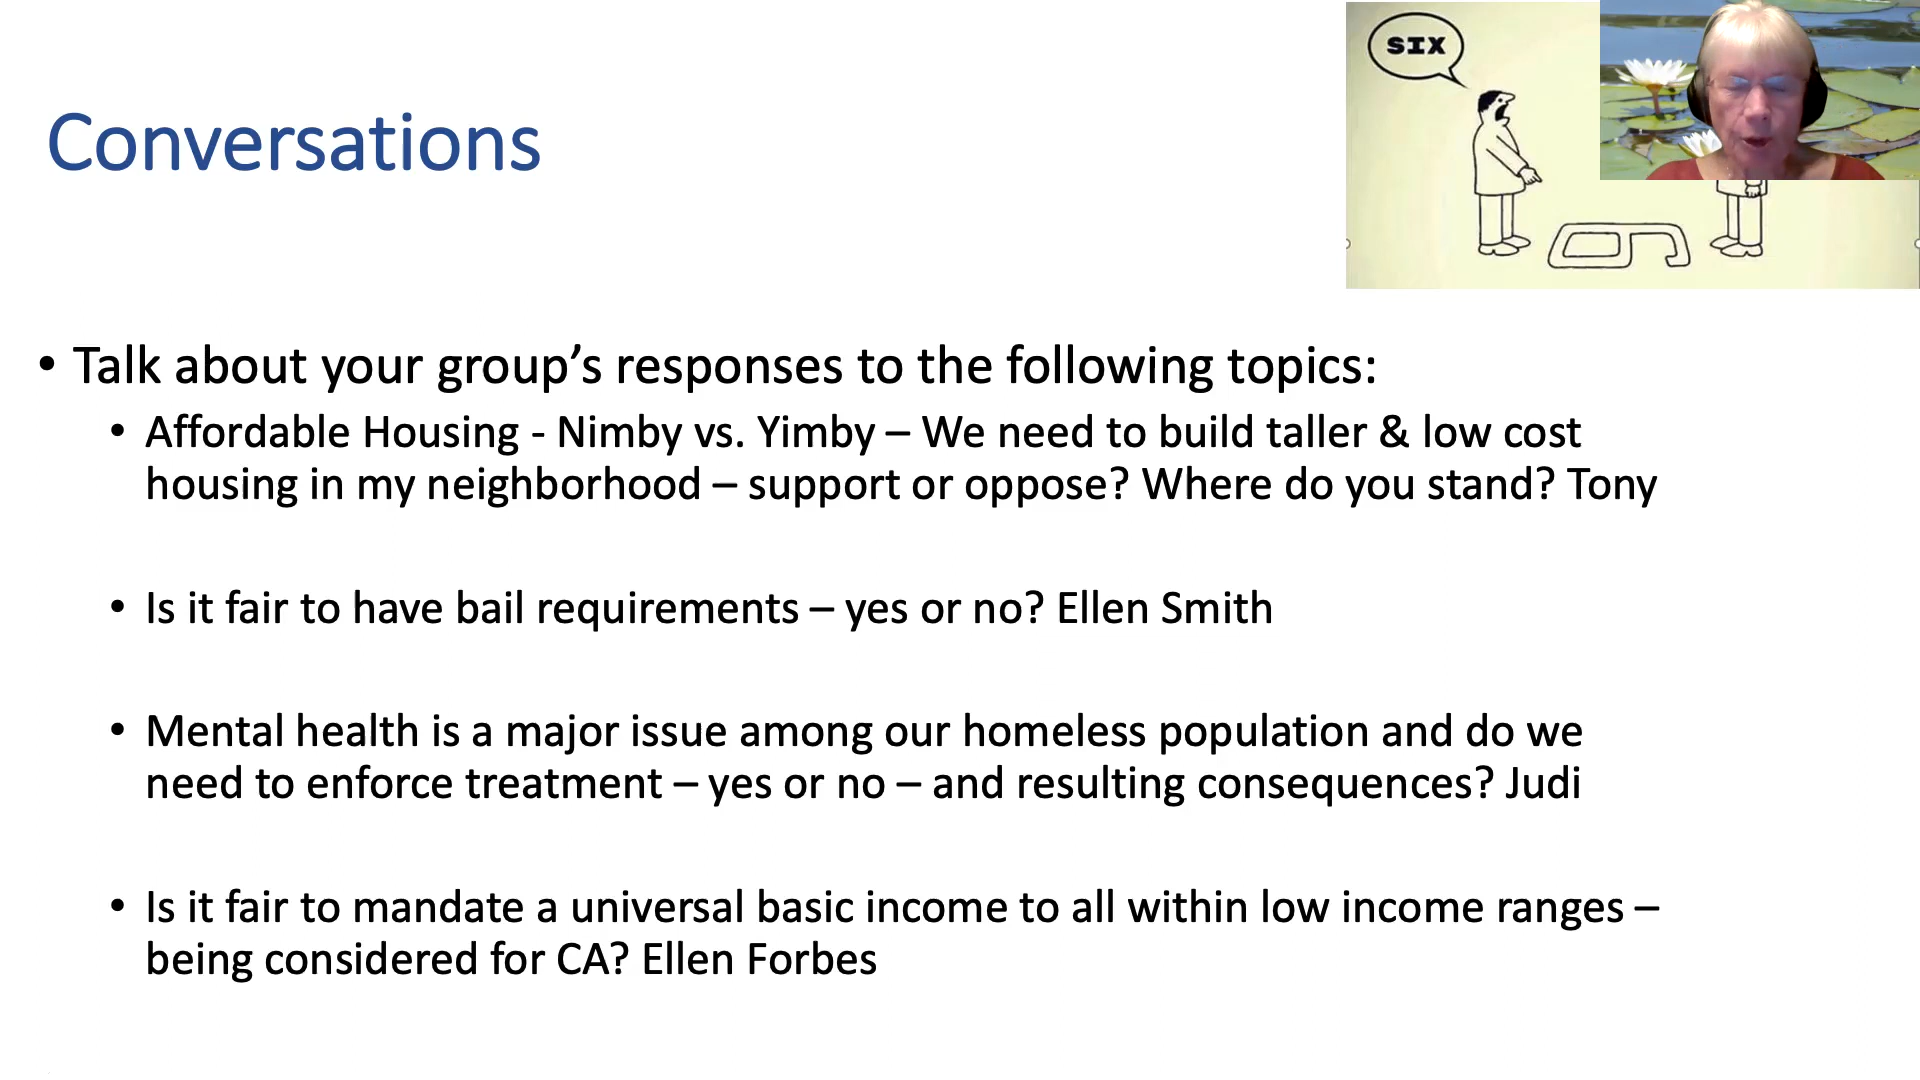 SIX
Conversations
• Talk about your group’s responses to the following topics:
• Affordable Housing - Nimby vs. Yimby – We need to build taller & low cost
housing in my neighborhood – support or oppose? Where do you stand? Tony
• Is it fair to have bail requirements – yes or no? Ellen Smith
• Mental health is a major issue among our homeless population and do we
need to enforce treatment – yes or no – and resulting consequences? Judi
• Is it fair to mandate a universal basic income to all within low income ranges –
being considered for CA? Ellen Forbes